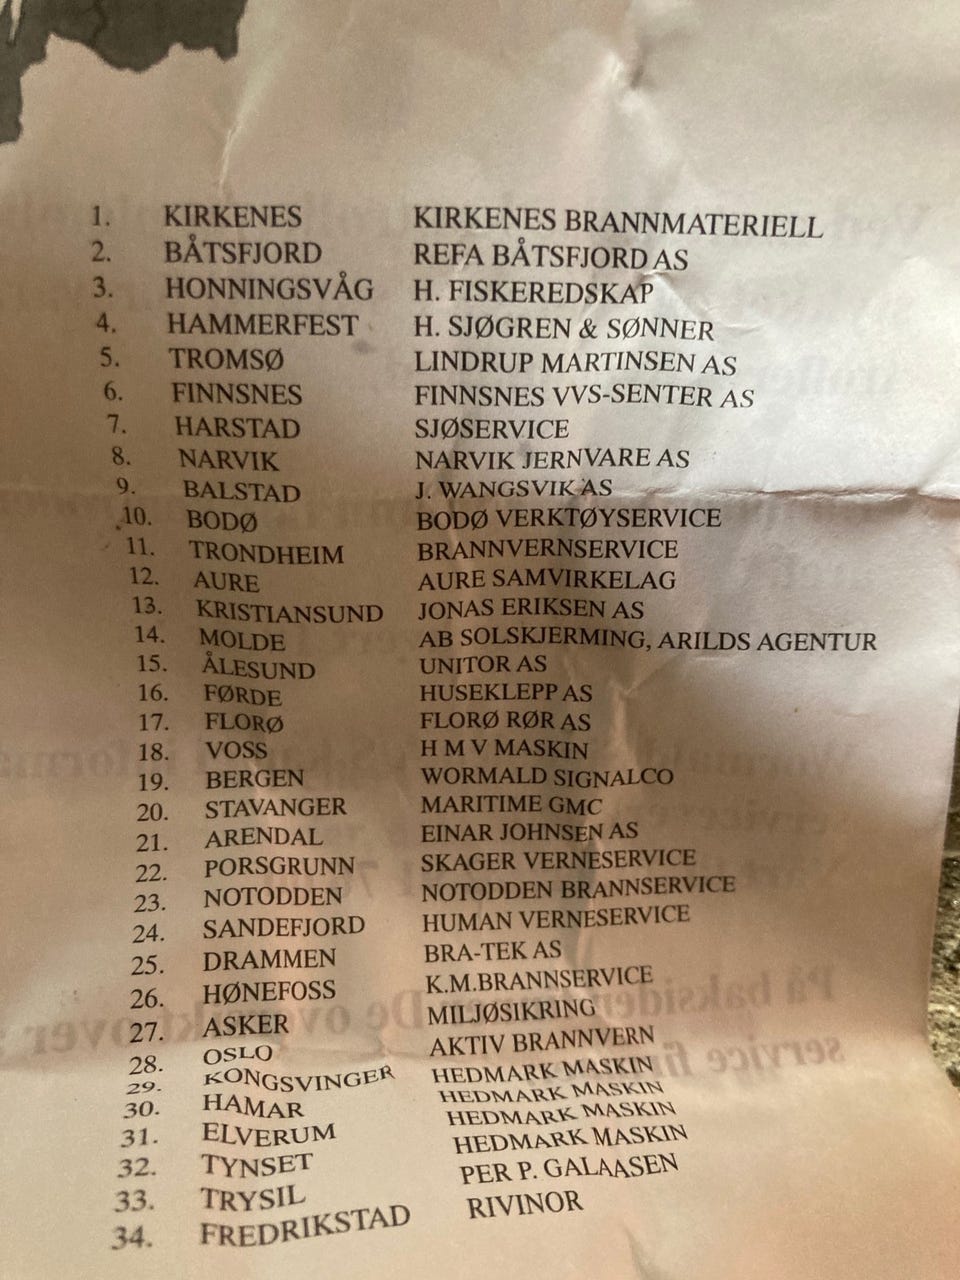 1. KIRKENES KIRKENES BRANNMATERIELL
2. BÅTSFJORD REFA BÅTSFJORD AS
3. HONNINGSVÅG H. FISKEREDSKAP
4. HAMMERFEST H. SJØGREN & SØNNER
5. TROMSØ LINDRUP MARTINSEN AS
6. FINNSNES FINNSNES VVS-SENTER AS
7. HARSTAD SJØSERVICE
8. NARVIK NARVIK JERNVARE AS
9. BALSTAD J. WANGSVIK AS
10. BODØ BODØ VERKTØYSERVICE
11. TRONDHEIM BRANNVERNSERVICE
12. AURE AURE SAMVIRKELAG
13. KRISTIANSUND JONAS ERIKSEN AS
14. MOLDE AB SOLSKJERMING, ARILDS AGENTUR
15. ÅLESUND UNITOR AS
16. FØRDE HUSEKLEPP AS
17. FLORØ FLORØ RØR AS
18. VOSS H M V MASKIN
19. BERGEN WORMALD SIGNALCO
20. STAVANGER MARITIME GMC
21. ARENDAL EINAR JOHNSEN AS
22. PORSGRUNN SKAGER VERNESERVICE
23. NOTODDEN NOTODDEN BRANNSERVICE
24. SANDEFJORD HUMAN VERNESERVICE
25. DRAMMEN BRA-TEK AS
26. HØNEFOSS K.M.BRANNSERVICE
27. ASKER MILJØSIKRING
28. OSLO AKTIV BRANNVERN
29. KONGSVINGER HEDMARK MASKIN
30. HAMAR HEDMARK MASKIN
31. ELVERUM HEDMARK MASKIN
32. TYNSET HEDMARK MASKIN
33. TRYSIL PER P. GALAASEN
34. FREDRIKSTAD RIVINOR